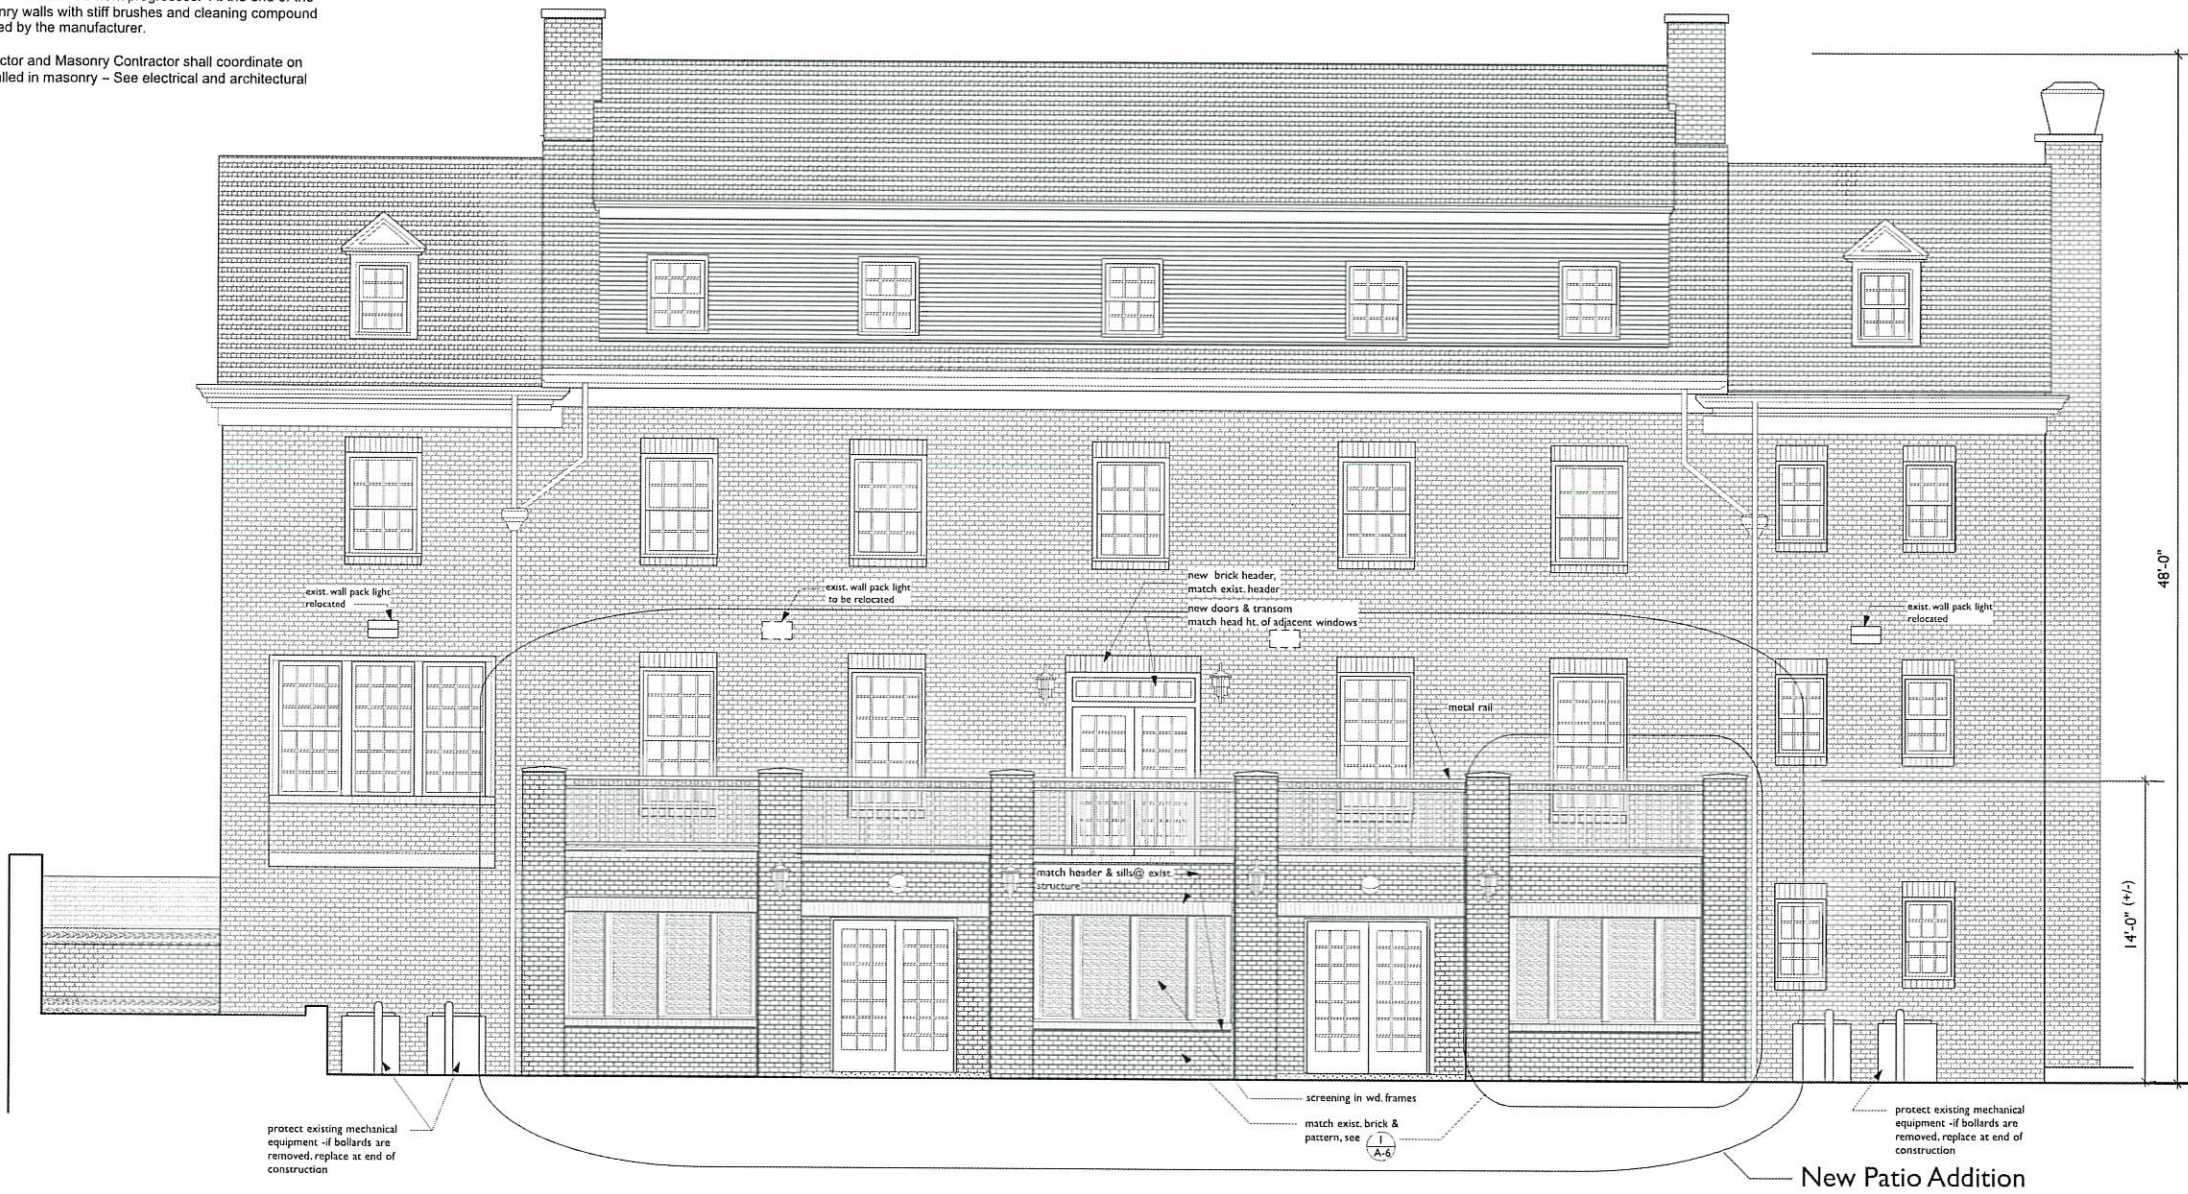 nry walls with stiff brushes and cleaning compound
ed by the manufacturer.
ctor and Masonry Contractor shall coordinate on
alled in masonry – See electrical and architectural
exist. wall pack light
relocated
exist. wall pack light
to be relocated
new brick header,
match exist. header
new doors & transom
match head ht. of adjacent windows
exist. wall pack light
relocated
48'-0"
metal rail
match header & sills@ exist
structure
14'-0" (+/-)
screening in wd. frames
match exist. brick &
pattern, see
1
A-6
protect existing mechanical
equipment -if bollards are
removed, replace at end of
construction
protect existing mechanical
equipment -if bollards are
removed, replace at end of
construction
New Patio Addition